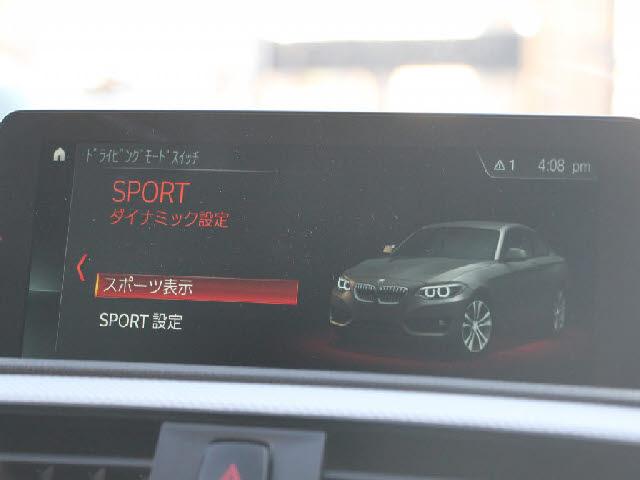 ﾄﾞﾗｲﾋﾞﾝｸﾞﾓｰﾄﾞｽｲｯﾁ
1 4:08 pm
SPORT
ダイナミック設定
スポーツ表示
SPORT 設定